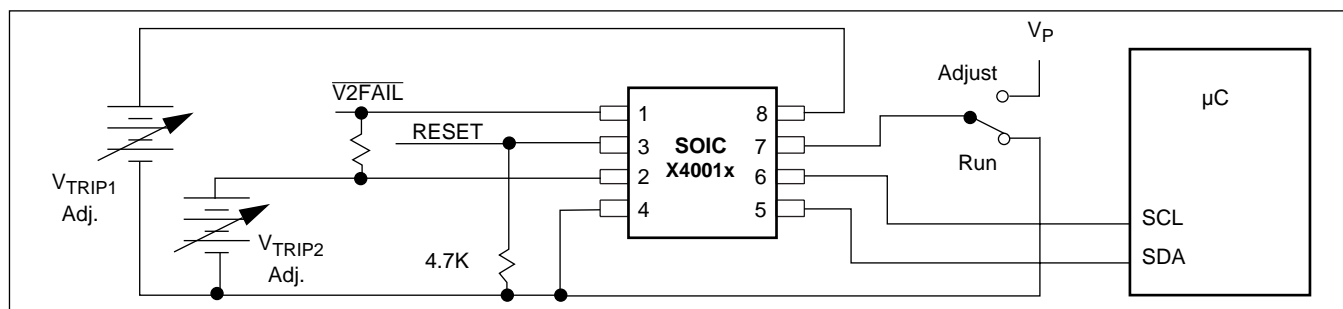 V_P
Adjust
µC
V2FAIL
1
8
RESET
3
SOIC
X4001x
7
Run
V_TRIP1
Adj.
2
6
SCL
4
5
SDA
V_TRIP2
Adj.
4.7K